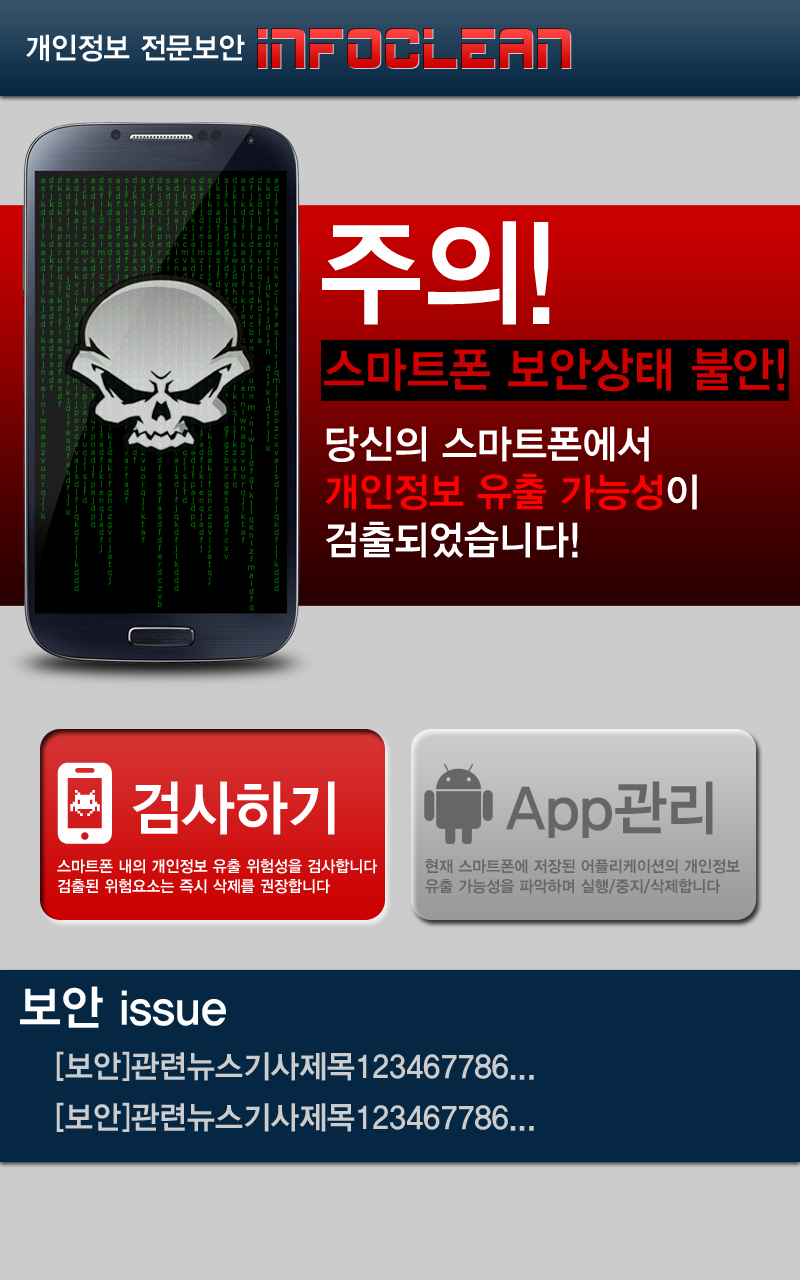 개인정보 전문보안 INFOCLEAN
주의!
스마트폰 보안상태 불안!
당신의 스마트폰에서
개인정보 유출 가능성이
검출되었습니다!
검사하기
스마트폰 내의 개인정보 유출 위험성을 검사합니다
검출된 위험요소는 즉시 삭제를 권장합니다
App관리
현재 스마트폰에 저장된 어플리케이션의 개인정보
유출 가능성을 파악하며 실행/중지/삭제합니다
보안 issue
[보안]관련뉴스기사제목123467786...
[보안]관련뉴스기사제목123467786...